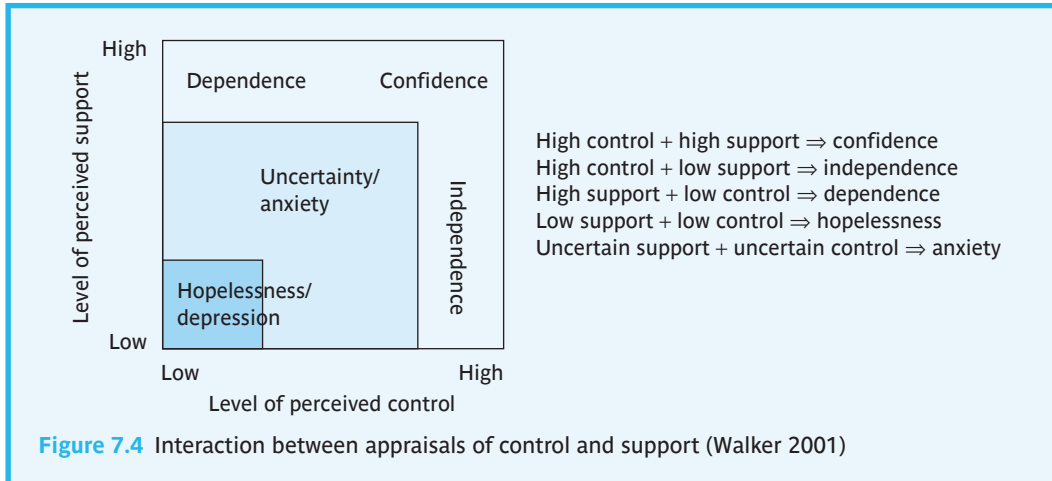 High
Level of perceived support
Dependence
Confidence
Uncertainty/
anxiety
Independence
Hopelessness/
depression
Low
Low
High
Level of perceived control
High control + high support ⇒ confidence
High control + low support ⇒ independence
High support + low control ⇒ dependence
Low support + low control ⇒ hopelessness
Uncertain support + uncertain control ⇒ anxiety
Figure 7.4 Interaction between appraisals of control and support (Walker 2001)